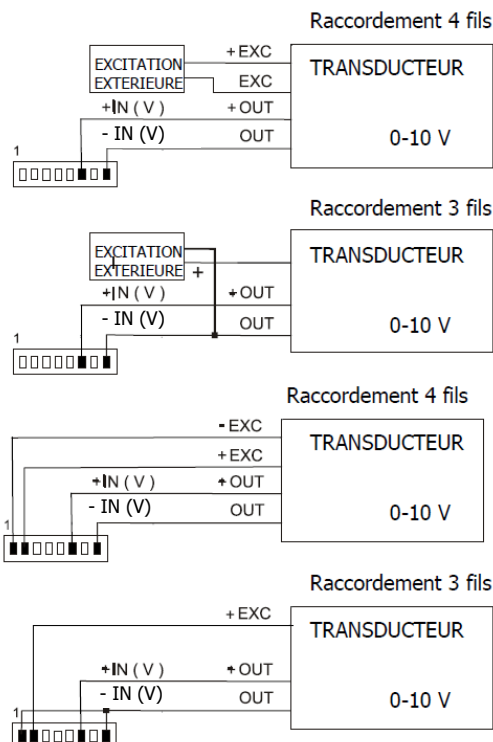 Raccordement 4 fils
+ EXC
EXCITATION
EXTERIEURE
EXC
TRANSDUCTEUR
+IN ( V )
+ OUT
- IN (V)
OUT
0-10 V
1
Raccordement 3 fils
EXCITATION
EXTERIEURE
+
TRANSDUCTEUR
+IN ( V )
+ OUT
- IN (V)
OUT
0-10 V
1
Raccordement 4 fils
- EXC
+ EXC
TRANSDUCTEUR
+IN ( V )
+ OUT
- IN (V)
OUT
0-10 V
1
Raccordement 3 fils
+ EXC
TRANSDUCTEUR
+IN ( V )
+ OUT
- IN (V)
OUT
0-10 V
1